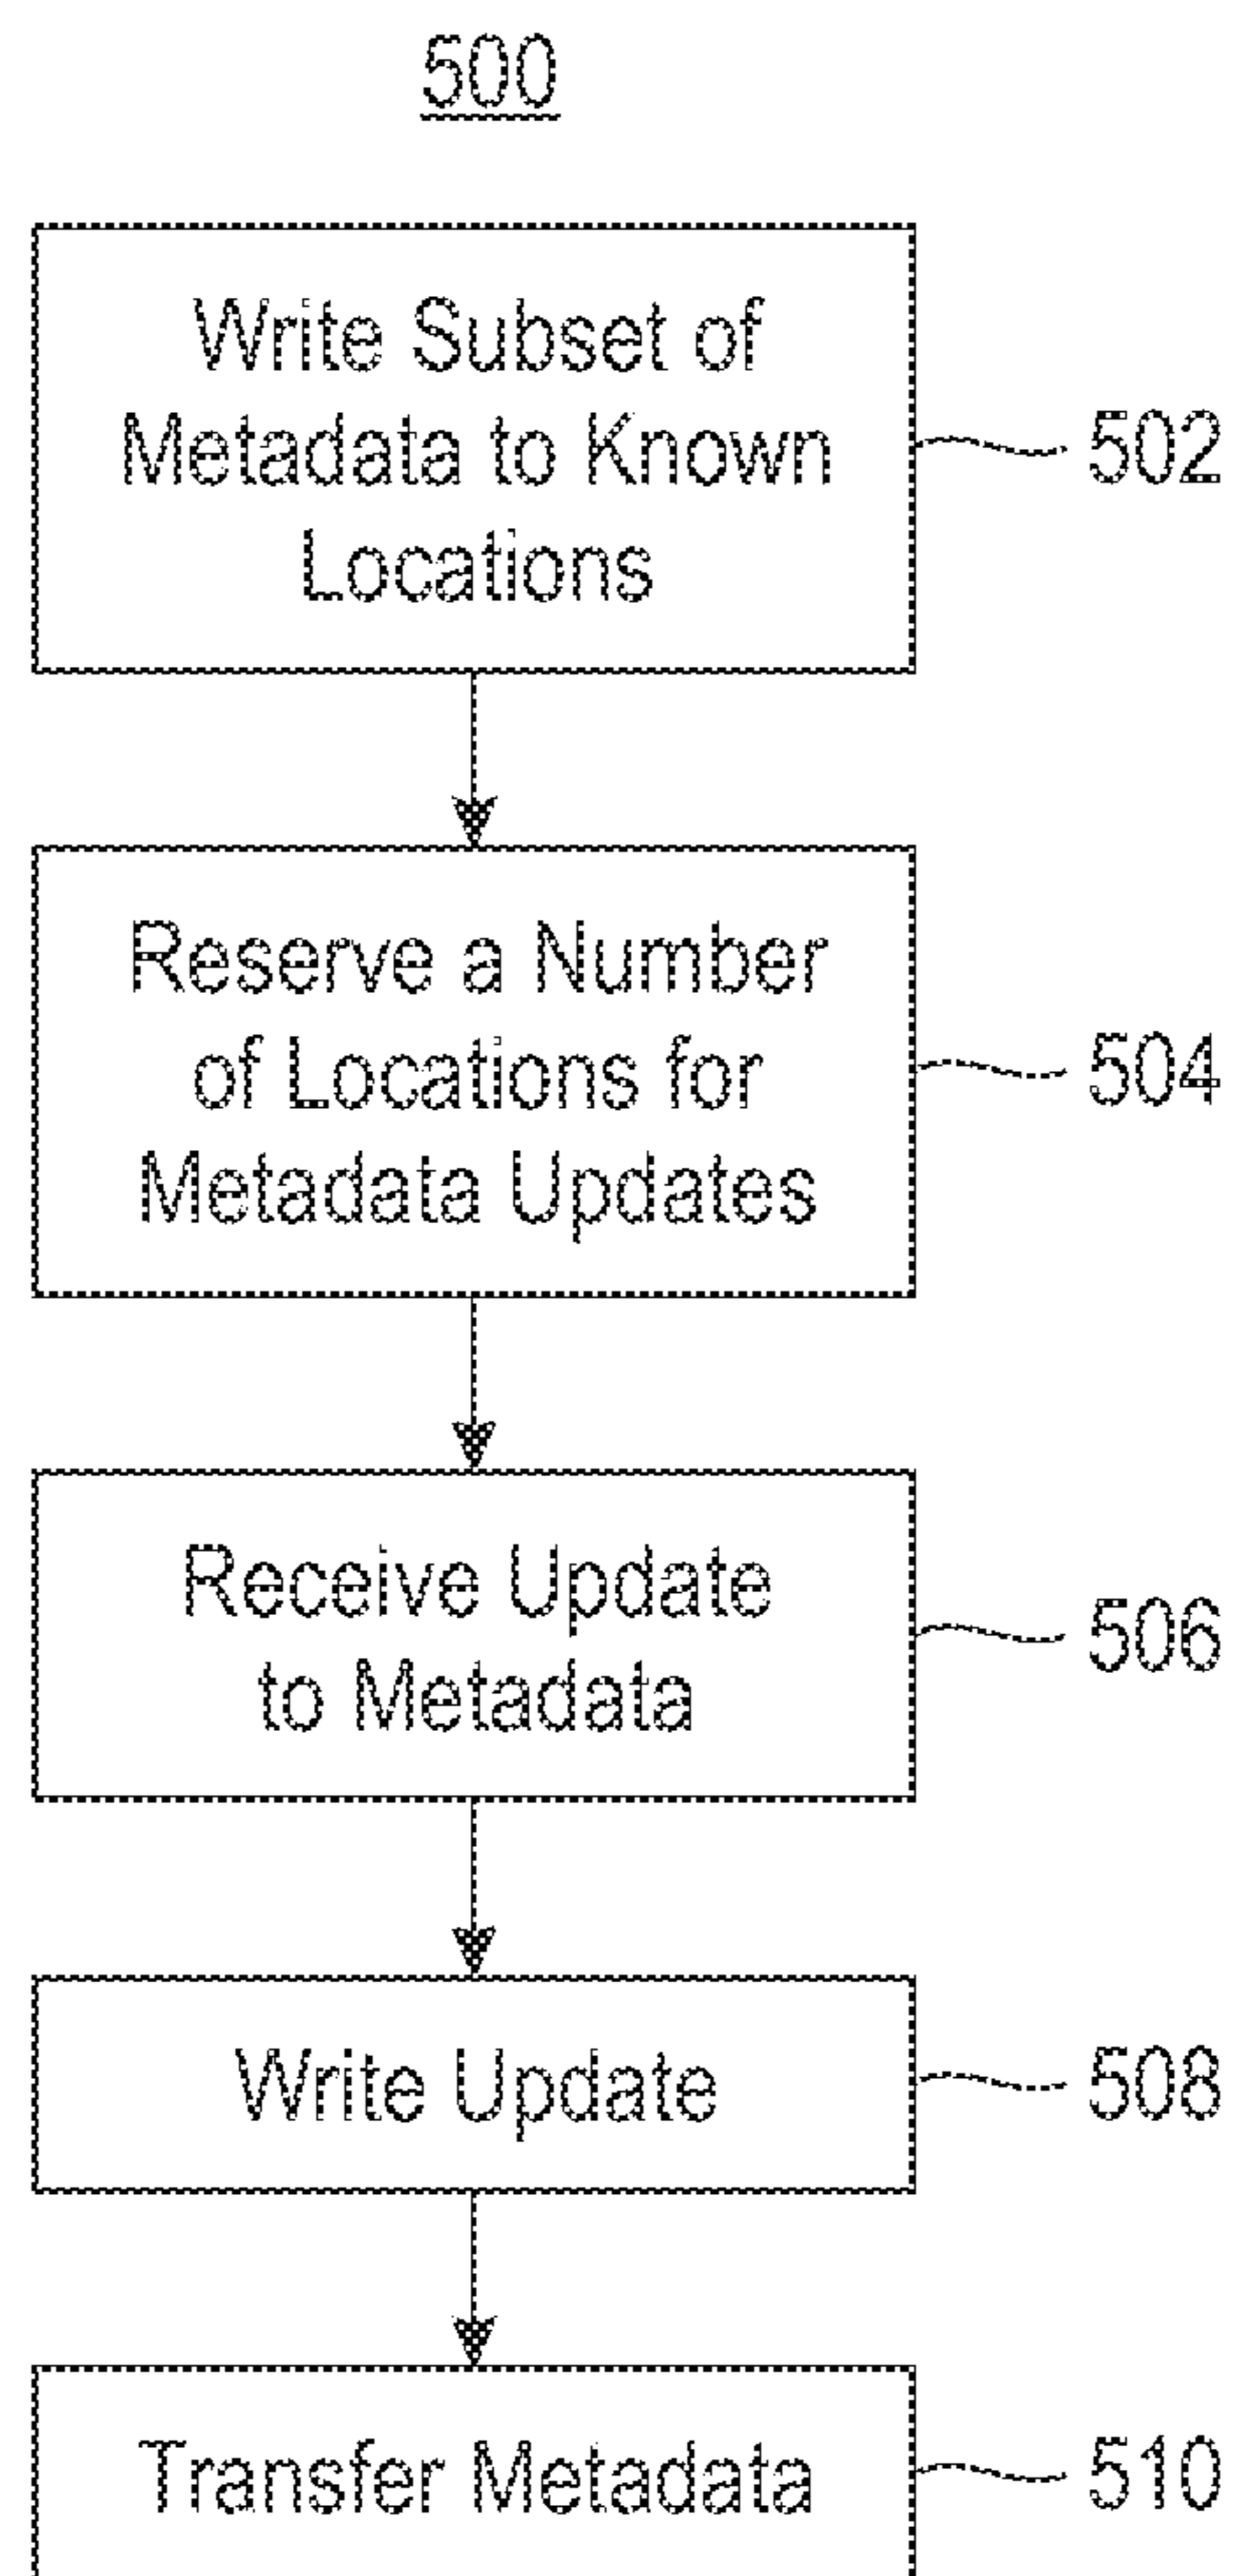 500
Write Subset of
Metadata to Known
Locations
502
Reserve a Number
of Locations for
Metadata Updates
504
Receive Update
to Metadata
506
Write Update
508
Transfer Metadata
510